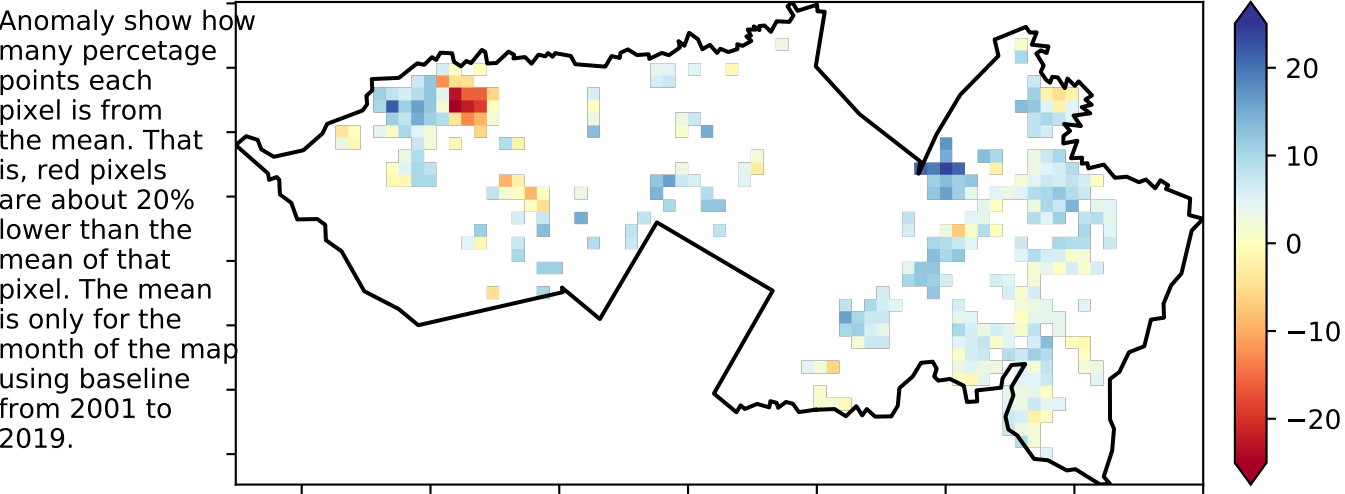 Anomaly show how
many percetage
points each
pixel is from
the mean. That
is, red pixels
are about 20%
lower than the
mean of that
pixel. The mean
is only for the
month of the map
using baseline
from 2001 to
2019.
20
10
0
−10
−20